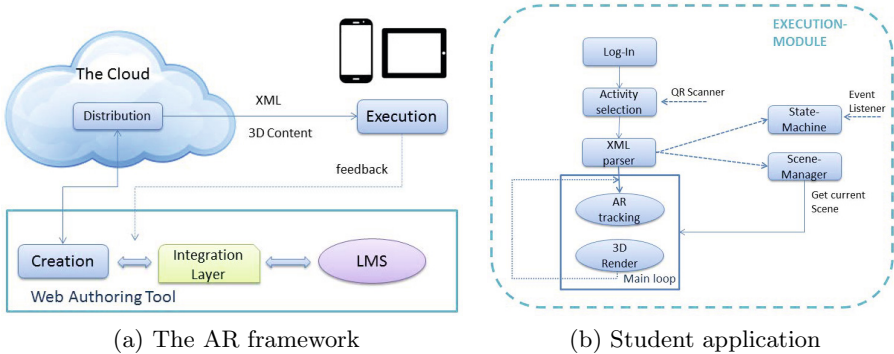 The Cloud
Distribution
XML
3D Content
Execution
feedback
Creation
Integration
Layer
LMS
Web Authoring Tool
(a) The AR framework
EXECUTION-
MODULE
Log-In
Activity
selection
QR Scanner
Event
Listener
State-
Machine
XML
parser
Scene-
Manager
Get current
Scene
AR
tracking
3D
Render
Main loop
(b) Student application